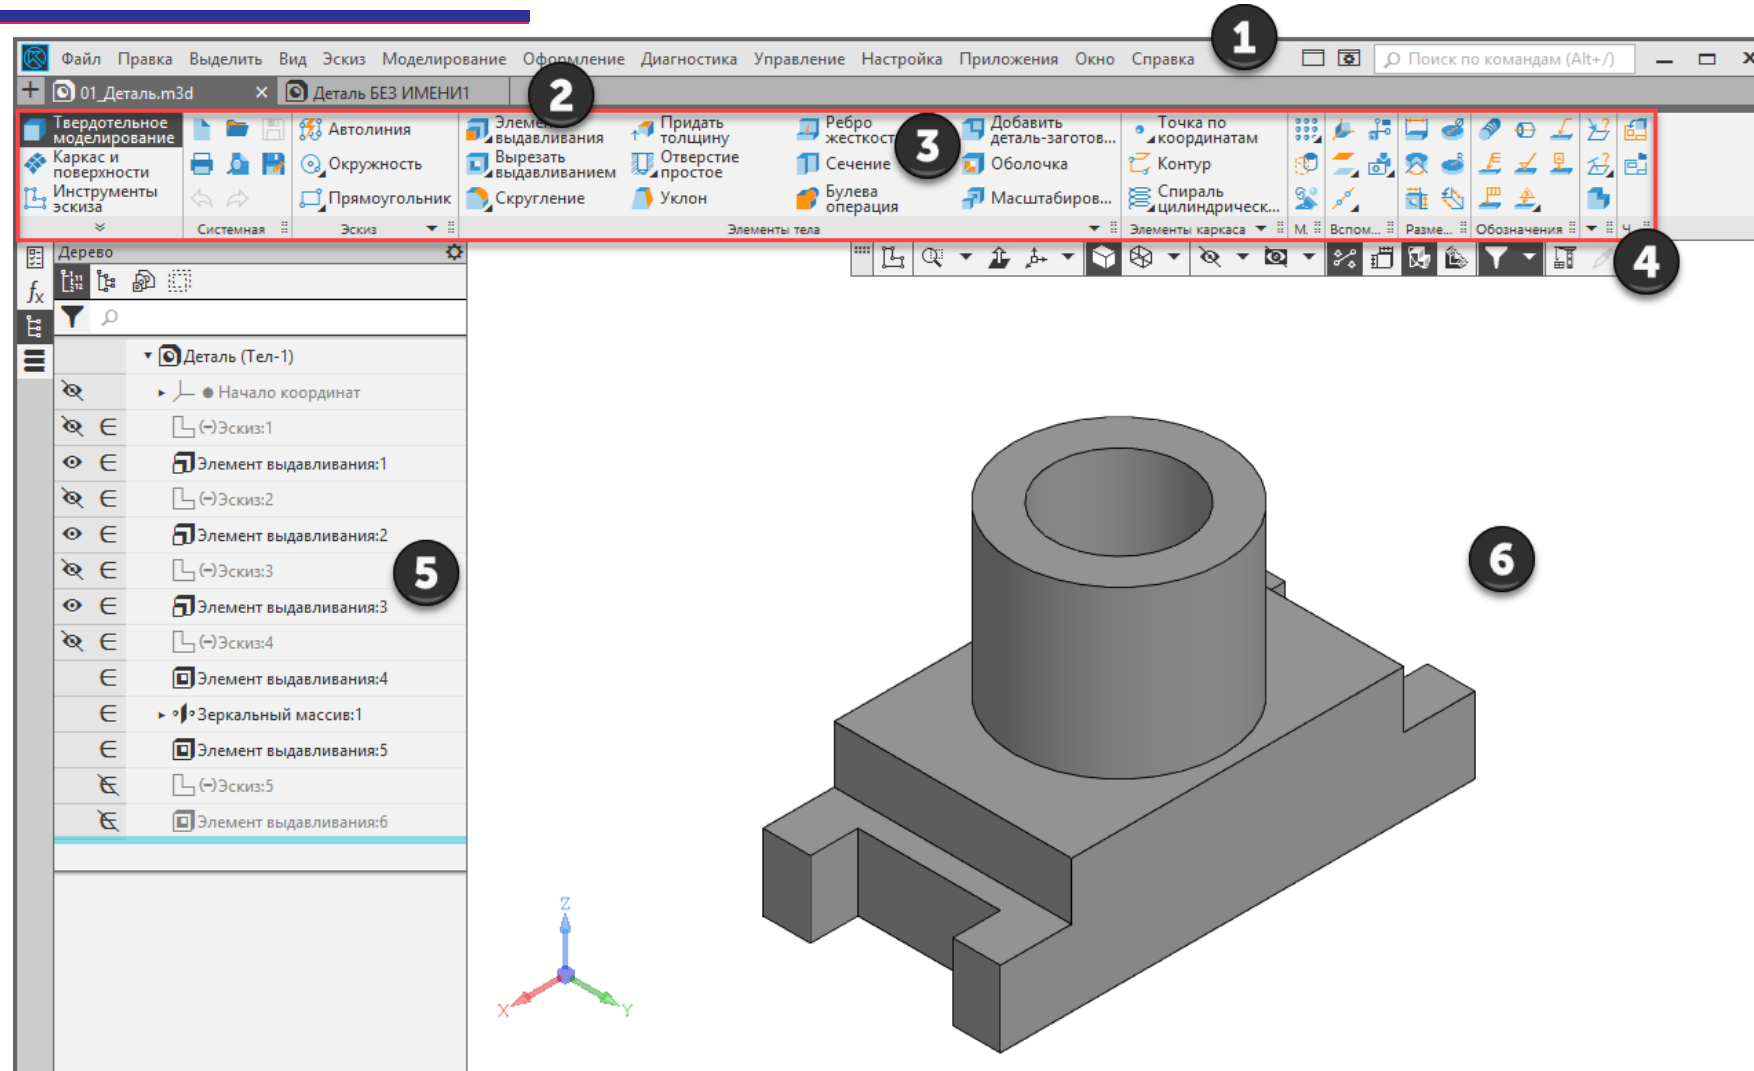 1
Файл Правка Выделить Вид Эскиз Моделирование Оформление Диагностика Управление Настройка Приложения Окно Справка Поиск по командам (Alt+/)
01_Деталь.m3d Деталь БЕЗ ИМЕНИ1
2
Твердотельное
моделирование
Каркас и
поверхности
Инструменты
эскиза
Системная
Автолиния
Окружность
Прямоугольник
Эскиз
выдавливания
Вырезать
выдавливанием
Скругление
Придать
толщину
Отверстие
простое
Уклон
Ребро
Сечение
Булева
операция
3
Добавить
деталь-заготов...
Оболочка
Масштабиров...
Элементы тела
Точка по
координатам
Контур
Спираль
цилиндрическ...
Элементы каркаса
М.
Вспом...
Разме...
Обозначения
Ч...
4
Дерево
fx
Деталь (Тел-1)
Начало координат
(-)Эскиз:1
Элемент выдавливания:1
(-)Эскиз:2
Элемент выдавливания:2
(-)Эскиз:3
5
Элемент выдавливания:3
(-)Эскиз:4
Элемент выдавливания:4
Зеркальный массив:1
Элемент выдавливания:5
(-)Эскиз:5
Элемент выдавливания:6
6
Z
X
Y